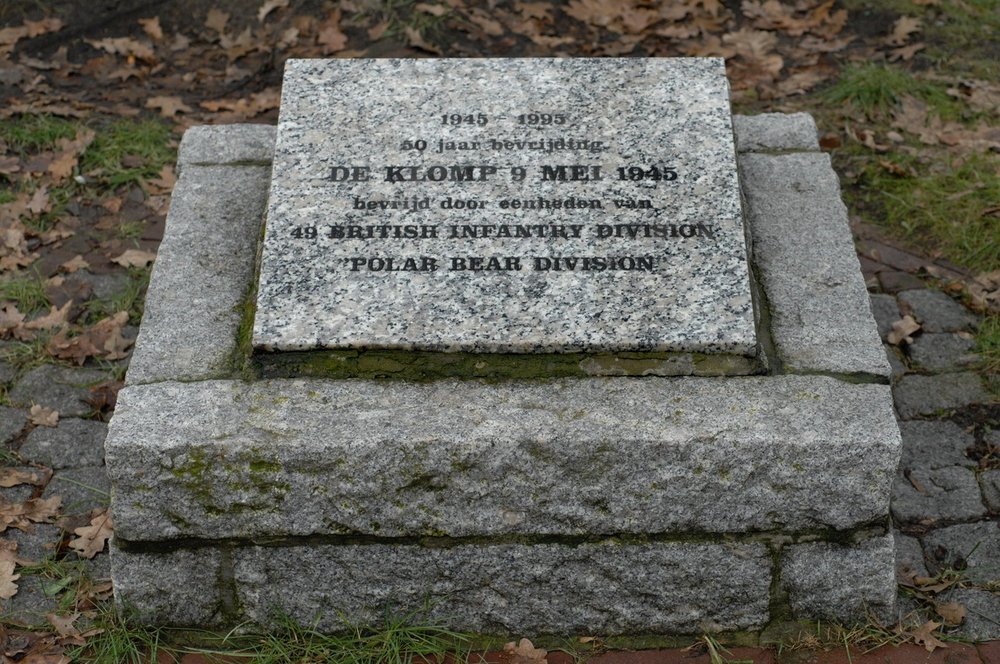 1945 - 1995
50 jaar bevrijding.
DE KLOMP 9 MEI 1945
bevrijd door eenheden van
49 BRITISH INFANTRY DIVISION
"POLAR BEAR DIVISION"